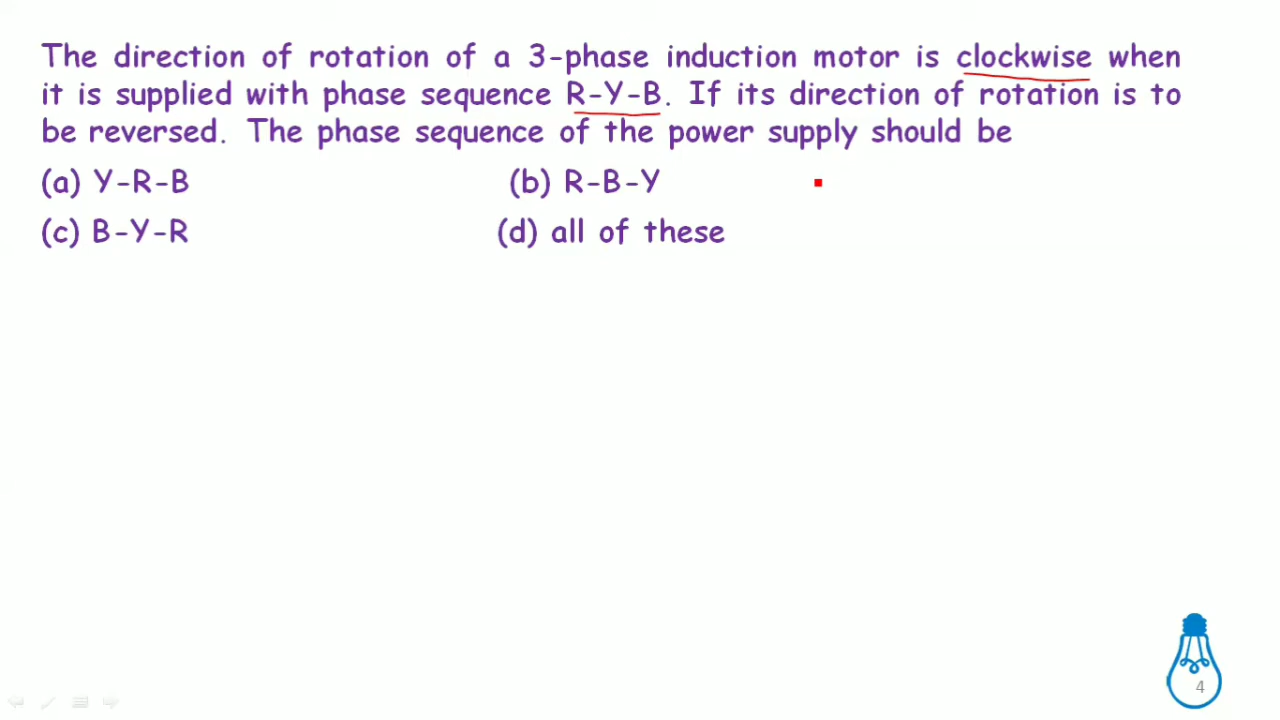 The direction of rotation of a 3-phase induction motor is clockwise when
it is supplied with phase sequence R-Y-B. If its direction of rotation is to
be reversed. The phase sequence of the power supply should be
(a) Y-R-B (b) R-B-Y
(c) B-Y-R (d) all of these
4